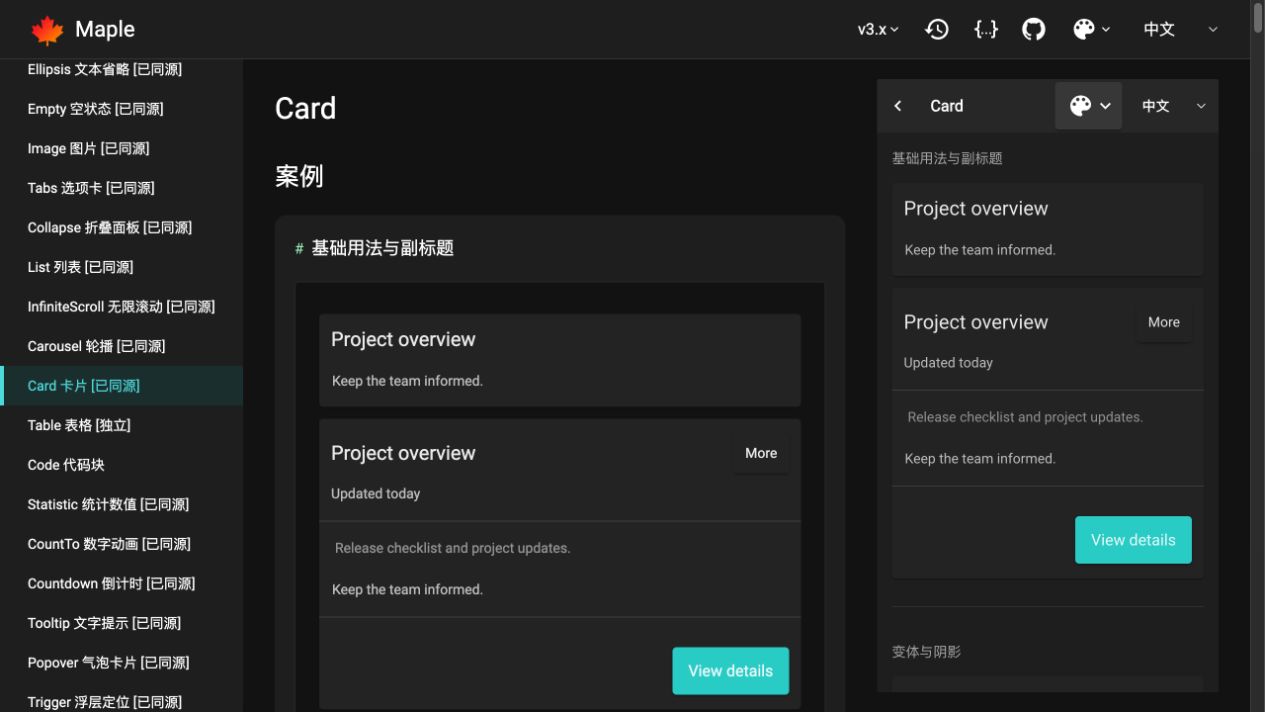 Maple
v3.x
{...}
中文
Ellipsis 文本省略 [已同源]
Empty 空状态 [已同源]
Image 图片 [已同源]
Tabs 选项卡 [已同源]
Collapse 折叠面板 [已同源]
List 列表 [已同源]
InfiniteScroll 无限滚动 [已同源]
Carousel 轮播 [已同源]
Card 卡片 [已同源]
Table 表格 [独立]
Code 代码块
Statistic 统计数值 [已同源]
CountTo 数字动画 [已同源]
Countdown 倒计时 [已同源]
Tooltip 文字提示 [已同源]
Popover 气泡卡片 [已同源]
Trigger 浮层定位 [已同源]
Card
案例
# 基础用法与副标题
Project overview
Keep the team informed.
Project overview
More
Updated today
Release checklist and project updates.
Keep the team informed.
View details
Card
中文
基础用法与副标题
Project overview
Keep the team informed.
Project overview
More
Updated today
Release checklist and project updates.
Keep the team informed.
View details
变体与阴影